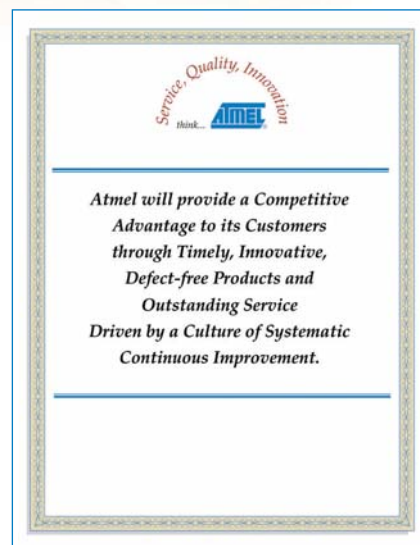 Service, Quality, Innovation
think... ATMEL®
Atmel will provide a Competitive
Advantage to its Customers
through Timely, Innovative,
Defect-free Products and
Outstanding Service
Driven by a Culture of Systematic
Continuous Improvement.